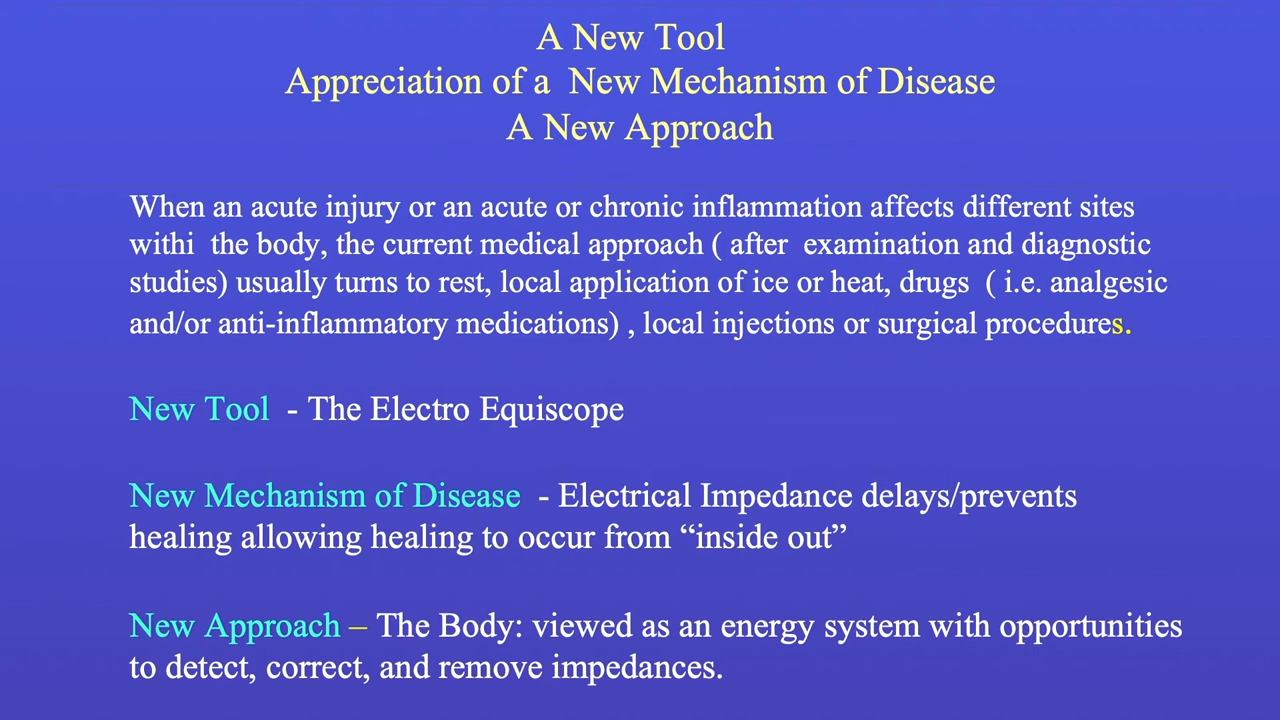 A New Tool
Appreciation of a  New Mechanism of Disease
A New Approach
When an acute injury or an acute or chronic inflammation affects different sites
withi  the body, the current medical approach ( after  examination and diagnostic
studies) usually turns to rest, local application of ice or heat, drugs  ( i.e. analgesic
and/or anti-inflammatory medications) , local injections or surgical procedures.
New Tool  - The Electro Equiscope
New Mechanism of Disease  - Electrical Impedance delays/prevents
healing allowing healing to occur from “inside out”
New Approach – The Body: viewed as an energy system with opportunities
to detect, correct, and remove impedances.